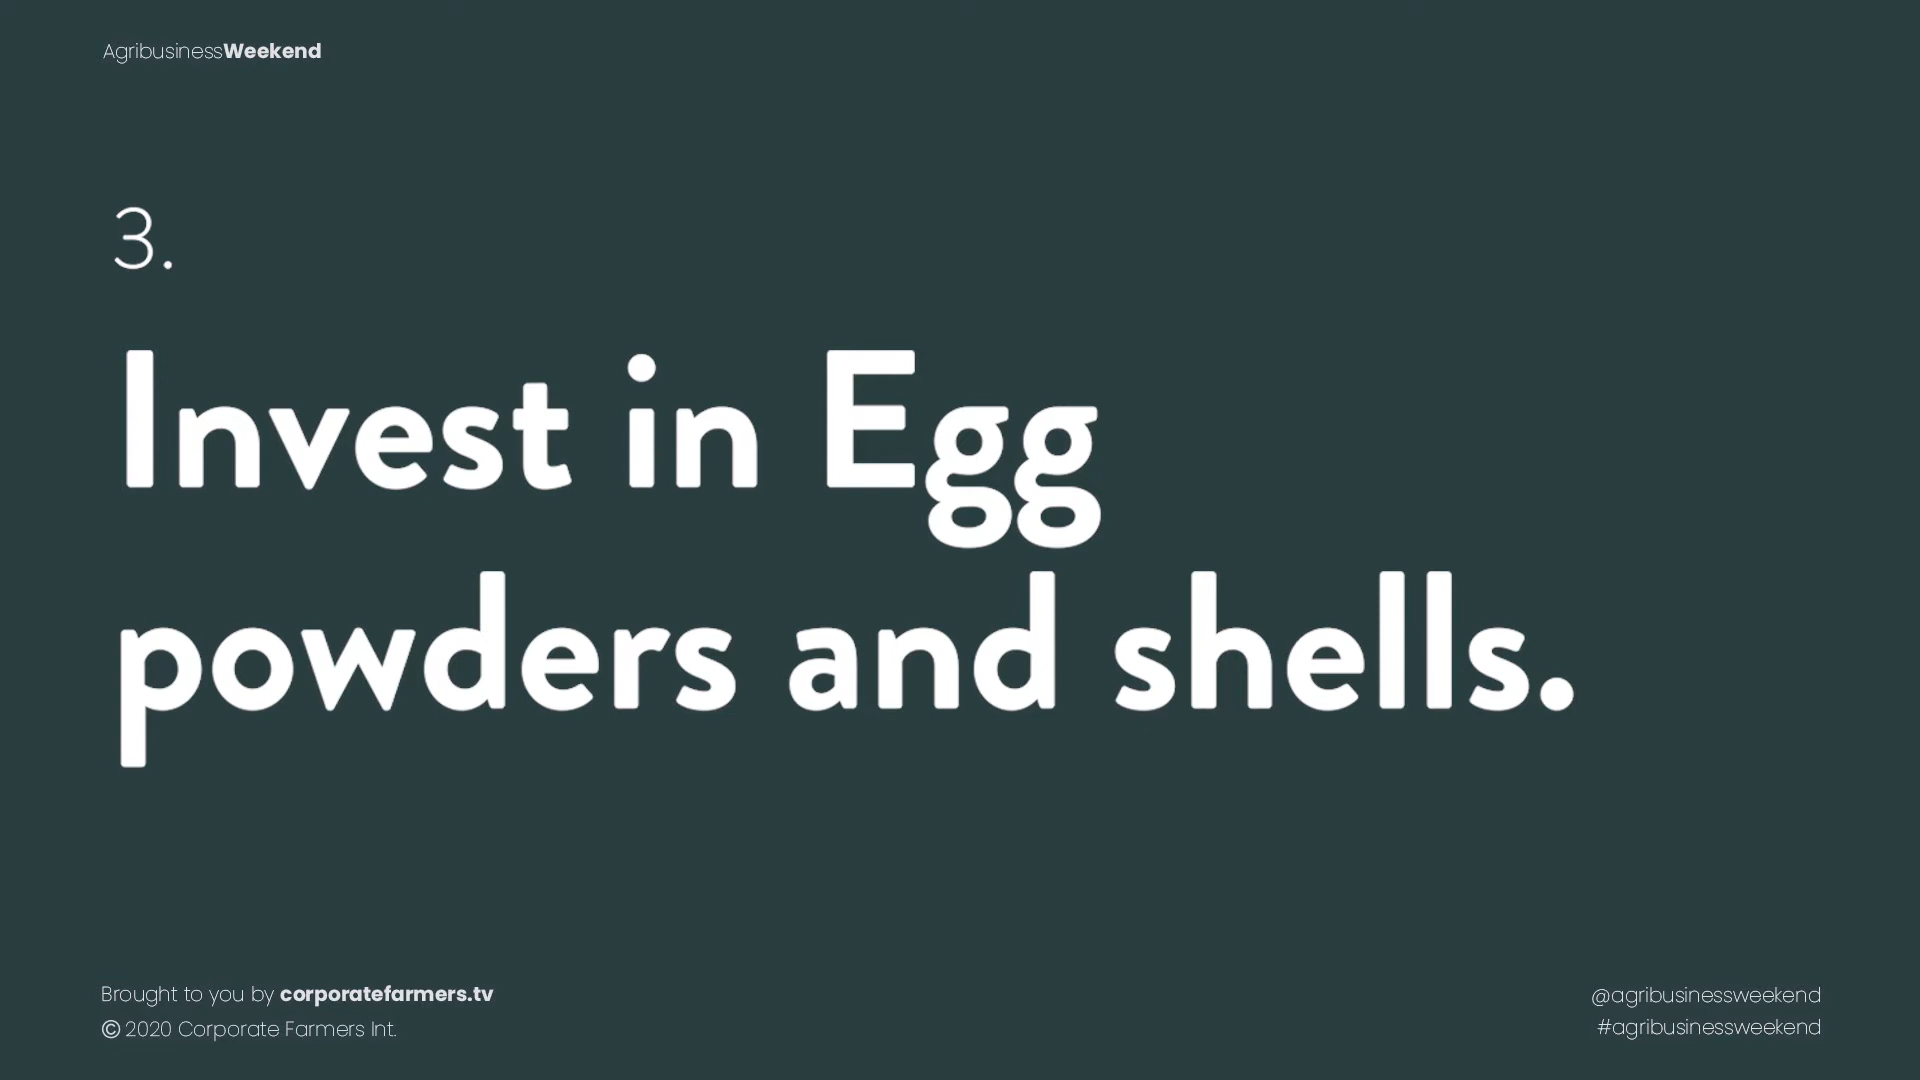 AgribusinessWeekend
3.
Invest in Egg
powders and shells.
Brought to you by corporatefarmers.tv
© 2020 Corporate Farmers Int.
@agribusinessweekend
#agribusinessweekend